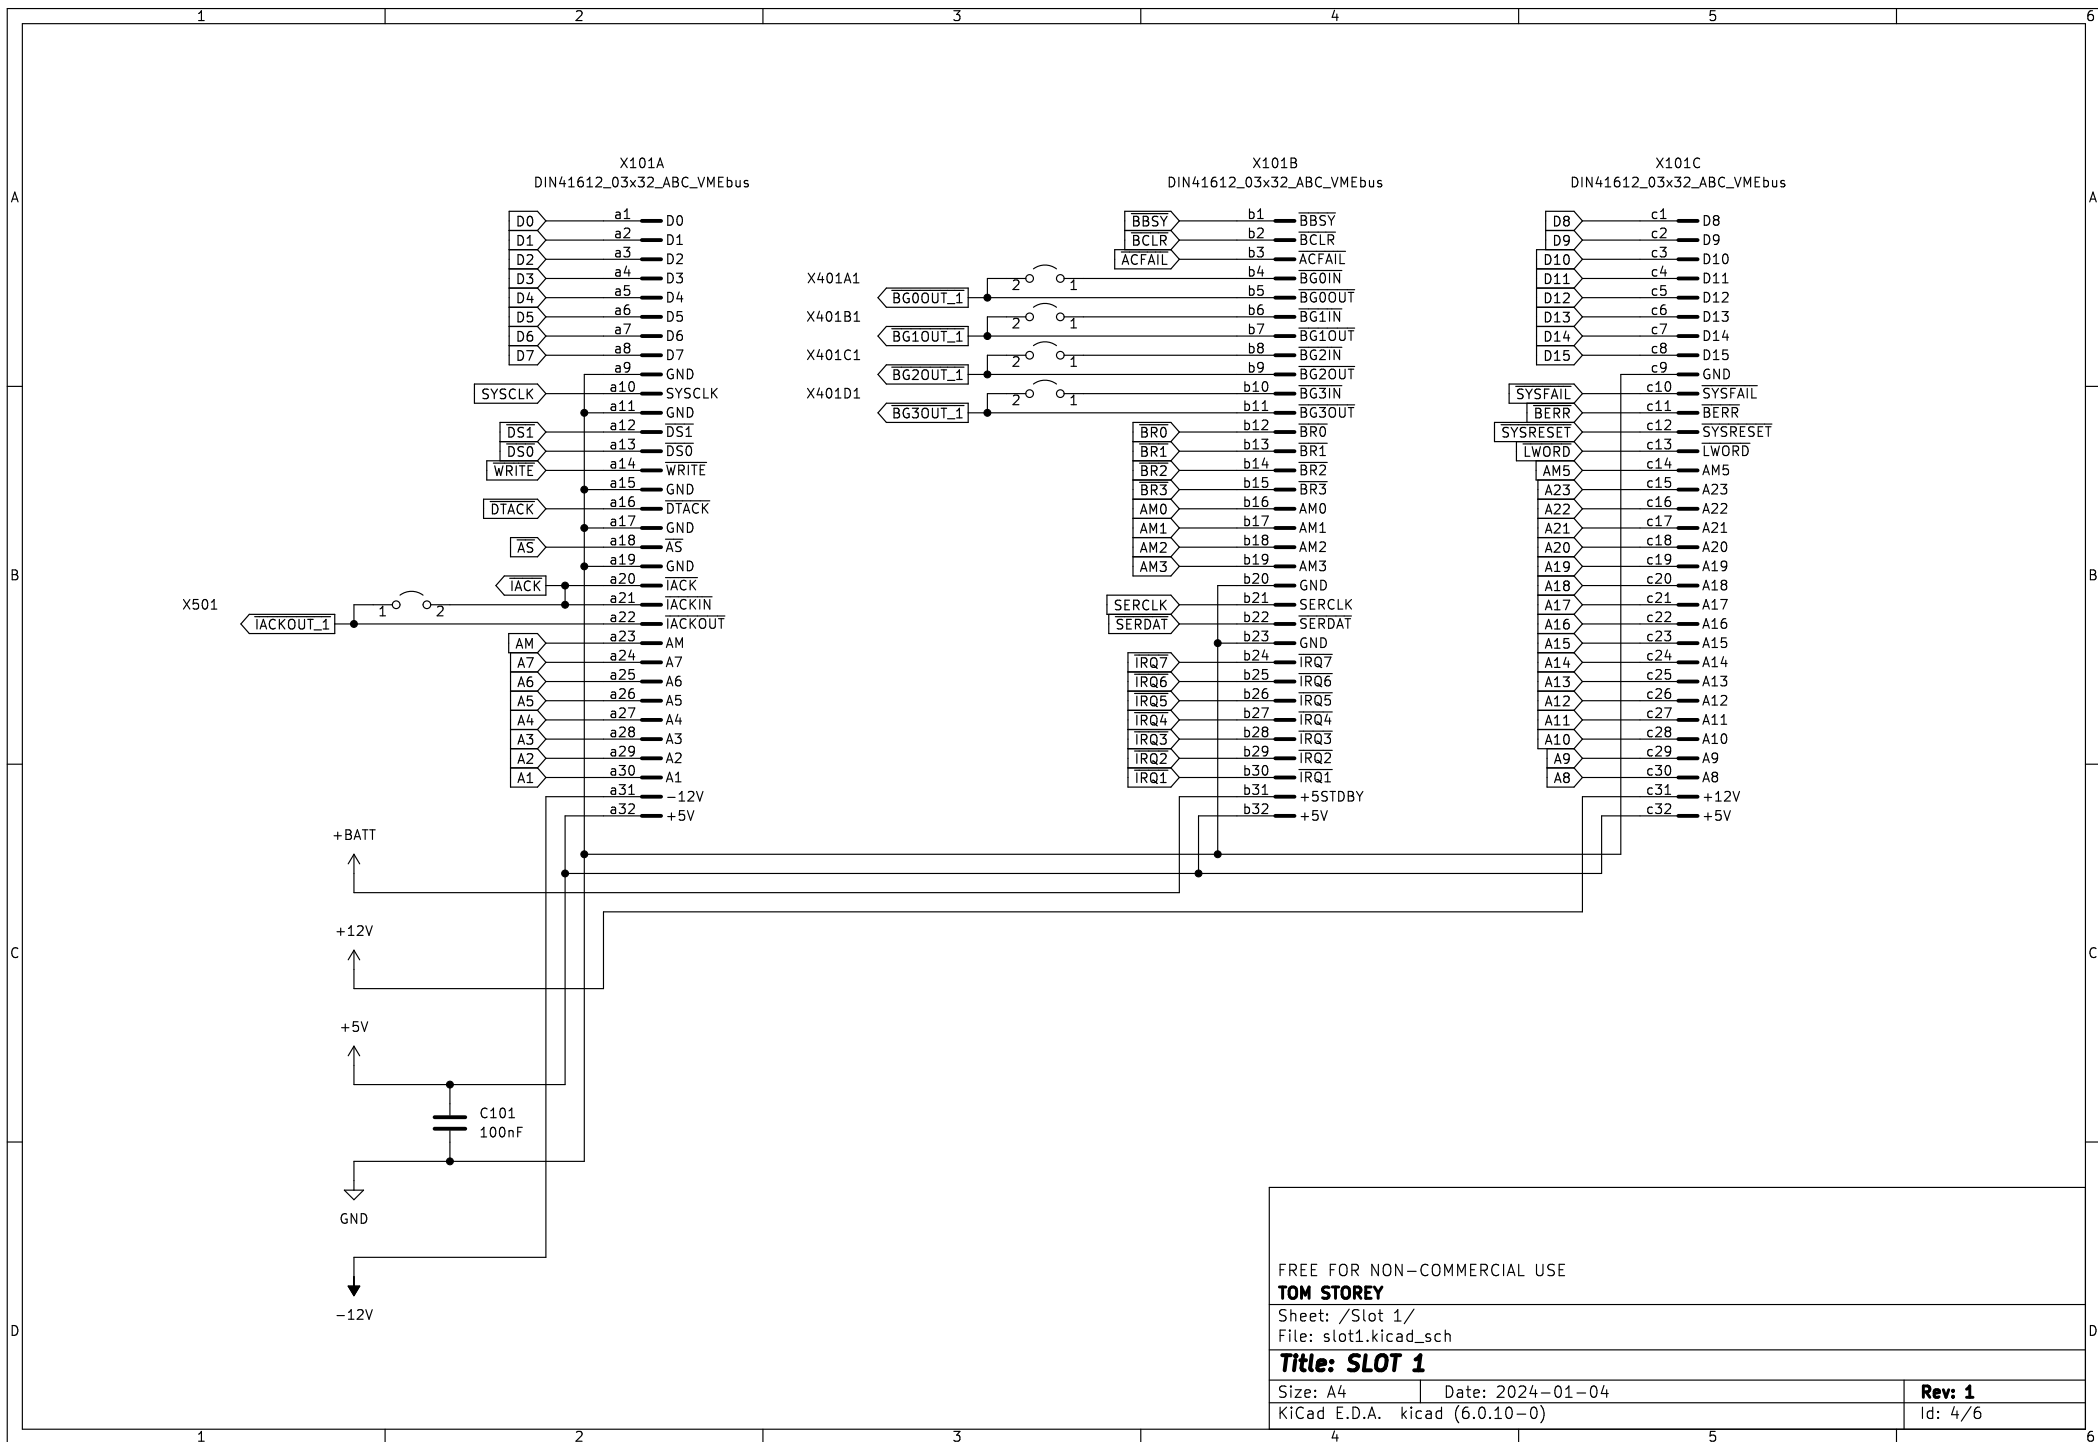 1 2 3 4 5 6
X101A
DIN41612_03x32_ABC_VMEbus
D0 a1 D0
D1 a2 D1
D2 a3 D2
D3 a4 D3
D4 a5 D4
D5 a6 D5
D6 a7 D6
D7 a8 D7
a9 GND
SYSCLK a10 SYSCLK
a11 GND
DS1 a12 DS1
DS0 a13 DS0
WRITE a14 WRITE
a15 GND
DTACK a16 DTACK
a17 GND
AS a18 AS
a19 GND
IACK a20 IACK
X501 1 2 a21 IACKIN
IACKOUT_1 a22 IACKOUT
AM a23 AM
A7 a24 A7
A6 a25 A6
A5 a26 A5
A4 a27 A4
A3 a28 A3
A2 a29 A2
A1 a30 A1
a31 -12V
a32 +5V
X101B
DIN41612_03x32_ABC_VMEbus
BBSY b1 BBSY
BCLR b2 BCLR
ACFAIL b3 ACFAIL
X401A1 2 1 b4 BG0IN
BG0OUT_1 b5 BG0OUT
X401B1 2 1 b6 BG1IN
BG1OUT_1 b7 BG1OUT
X401C1 2 1 b8 BG2IN
BG2OUT_1 b9 BG2OUT
X401D1 2 1 b10 BG3IN
BG3OUT_1 b11 BG3OUT
BR0 b12 BR0
BR1 b13 BR1
BR2 b14 BR2
BR3 b15 BR3
AM0 b16 AM0
AM1 b17 AM1
AM2 b18 AM2
AM3 b19 AM3
b20 GND
SERCLK b21 SERCLK
SERDAT b22 SERDAT
b23 GND
IRQ7 b24 IRQ7
IRQ6 b25 IRQ6
IRQ5 b26 IRQ5
IRQ4 b27 IRQ4
IRQ3 b28 IRQ3
IRQ2 b29 IRQ2
IRQ1 b30 IRQ1
b31 +5STDBY
b32 +5V
X101C
DIN41612_03x32_ABC_VMEbus
D8 c1 D8
D9 c2 D9
D10 c3 D10
D11 c4 D11
D12 c5 D12
D13 c6 D13
D14 c7 D14
D15 c8 D15
c9 GND
SYSFAIL c10 SYSFAIL
BERR c11 BERR
SYSRESET c12 SYSRESET
LWORD c13 LWORD
AM5 c14 AM5
A23 c15 A23
A22 c16 A22
A21 c17 A21
A20 c18 A20
A19 c19 A19
A18 c20 A18
A17 c21 A17
A16 c22 A16
A15 c23 A15
A14 c24 A14
A13 c25 A13
A12 c26 A12
A11 c27 A11
A10 c28 A10
A9 c29 A9
A8 c30 A8
c31 +12V
c32 +5V
+BATT
+12V
+5V
C101
100nF
GND
-12V
A A
B B
C C
D D
FREE FOR NON-COMMERCIAL USE
TOM STOREY
Sheet: /Slot 1/
File: slot1.kicad_sch
Title: SLOT 1
Size: A4 Date: 2024-01-04 Rev: 1
KiCad E.D.A. kicad (6.0.10-0) Id: 4/6
1 2 3 4 5 6